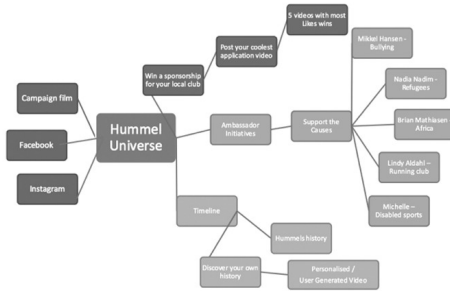 5 videos with most
Likes wins
Post your coolest
application video
Mikkel Hansen -
Bullying
Win a sponsorship
for your local club
Nadia Nadim -
Refugees
Campaign film
Hummel
Universe
Ambassador
Initiatives
Support the
Causes
Brian Mathiasen
Africa
Facebook
Lindy Aldahl –
Running club
Instagram
Michelle –
Disabled sports
Timeline
Hummels history
Discover your own
history
Personalised /
User Generated Video